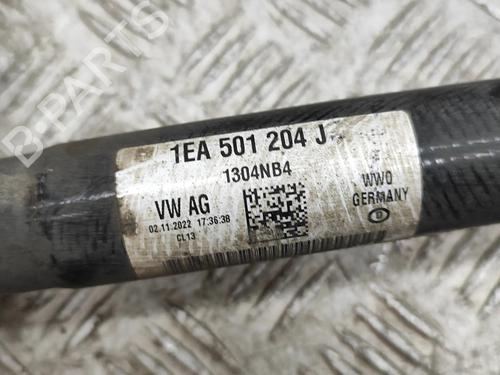 B-PARTS
1EA 501 204 J
1304NB4
VW AG
WWO
GERMANY
02.11.2022 17:36:38
CL13